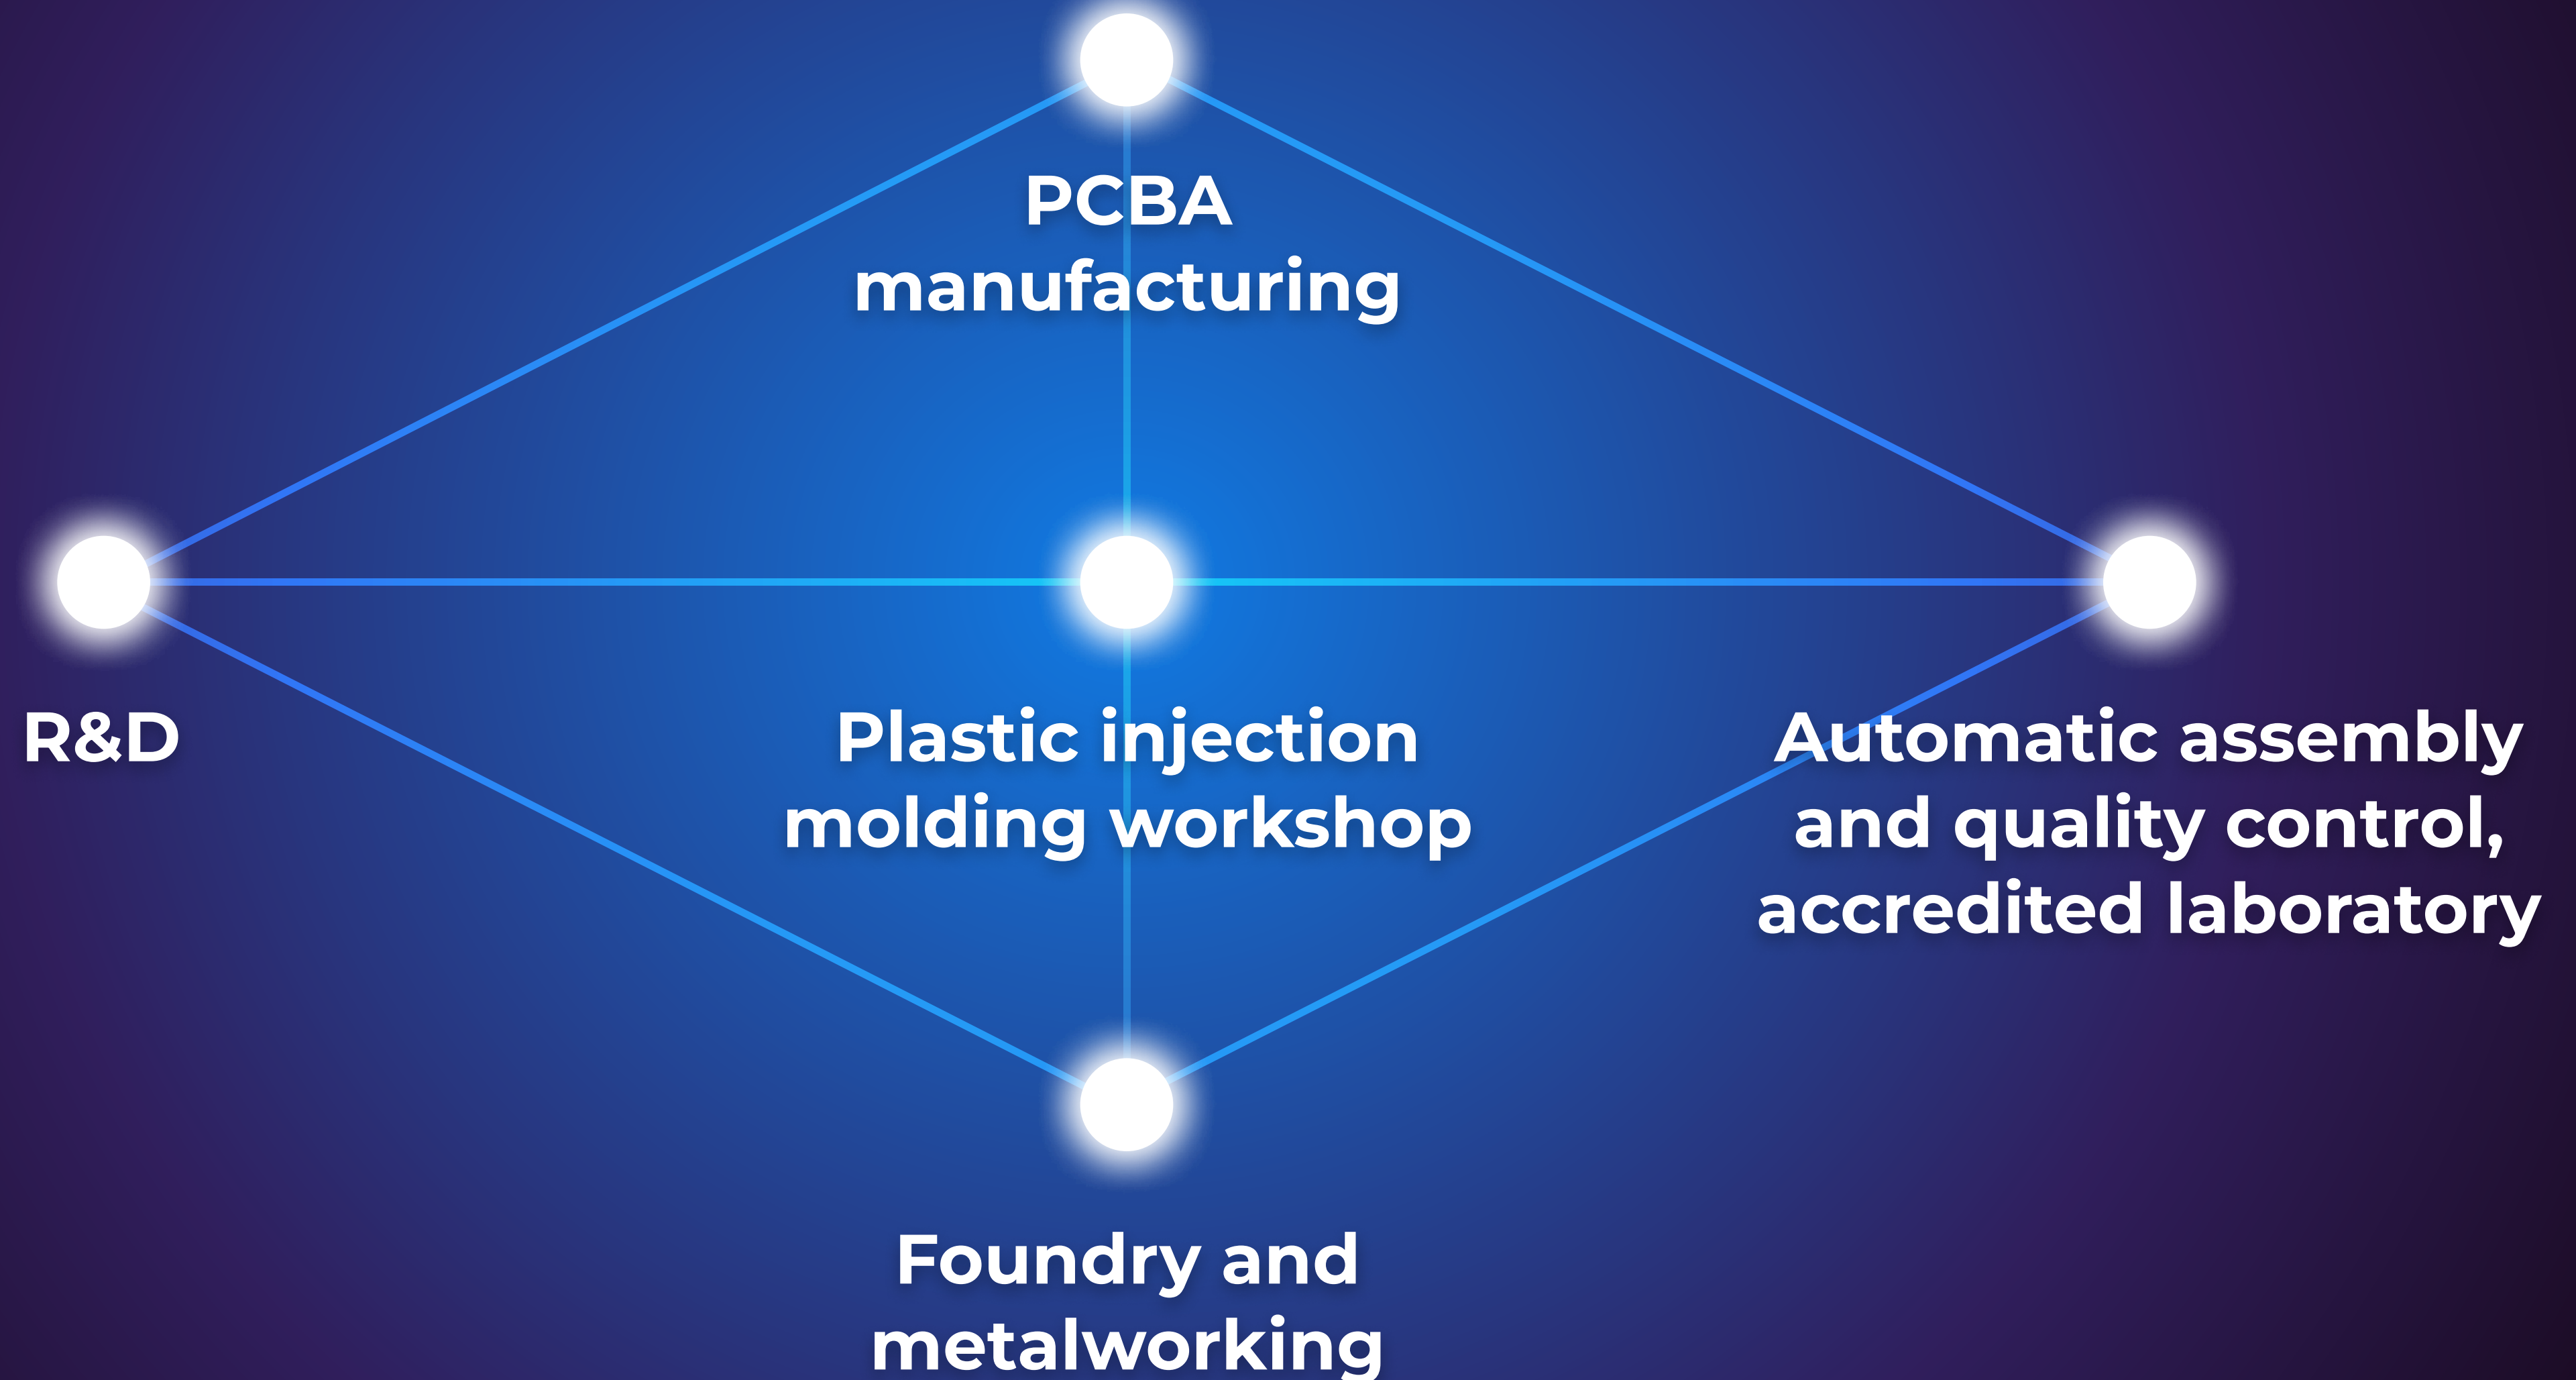 PCBA
manufacturing
R&D
Plastic injection
molding workshop
Automatic assembly
and quality control,
accredited laboratory
Foundry and
metalworking